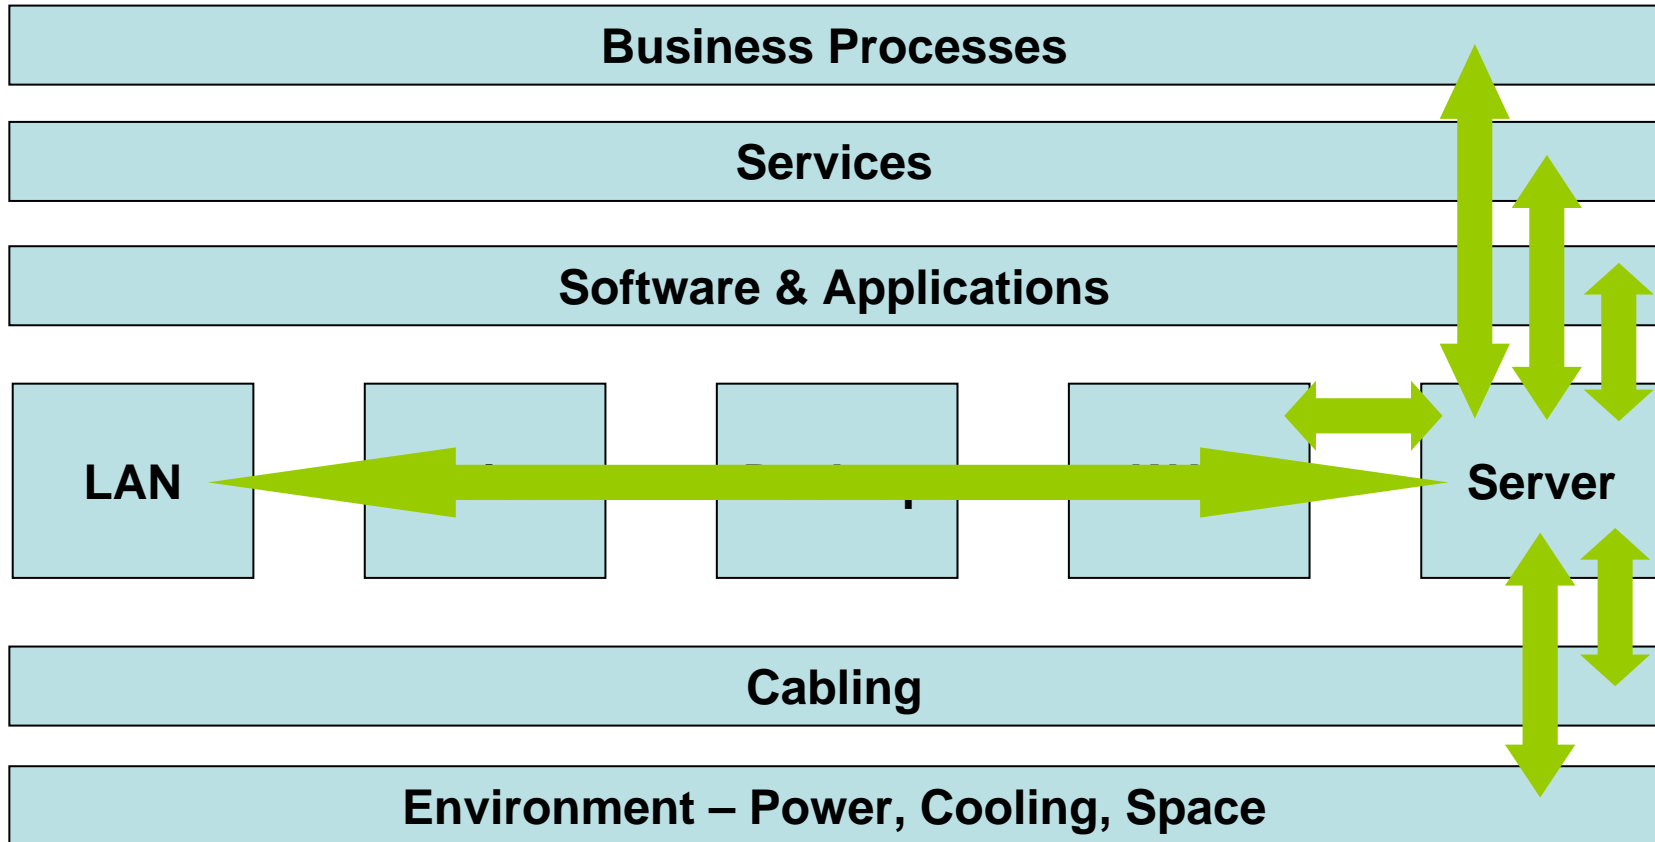 Business Processes
Services
Software & Applications
LAN
Server
Cabling
Environment – Power, Cooling, Space